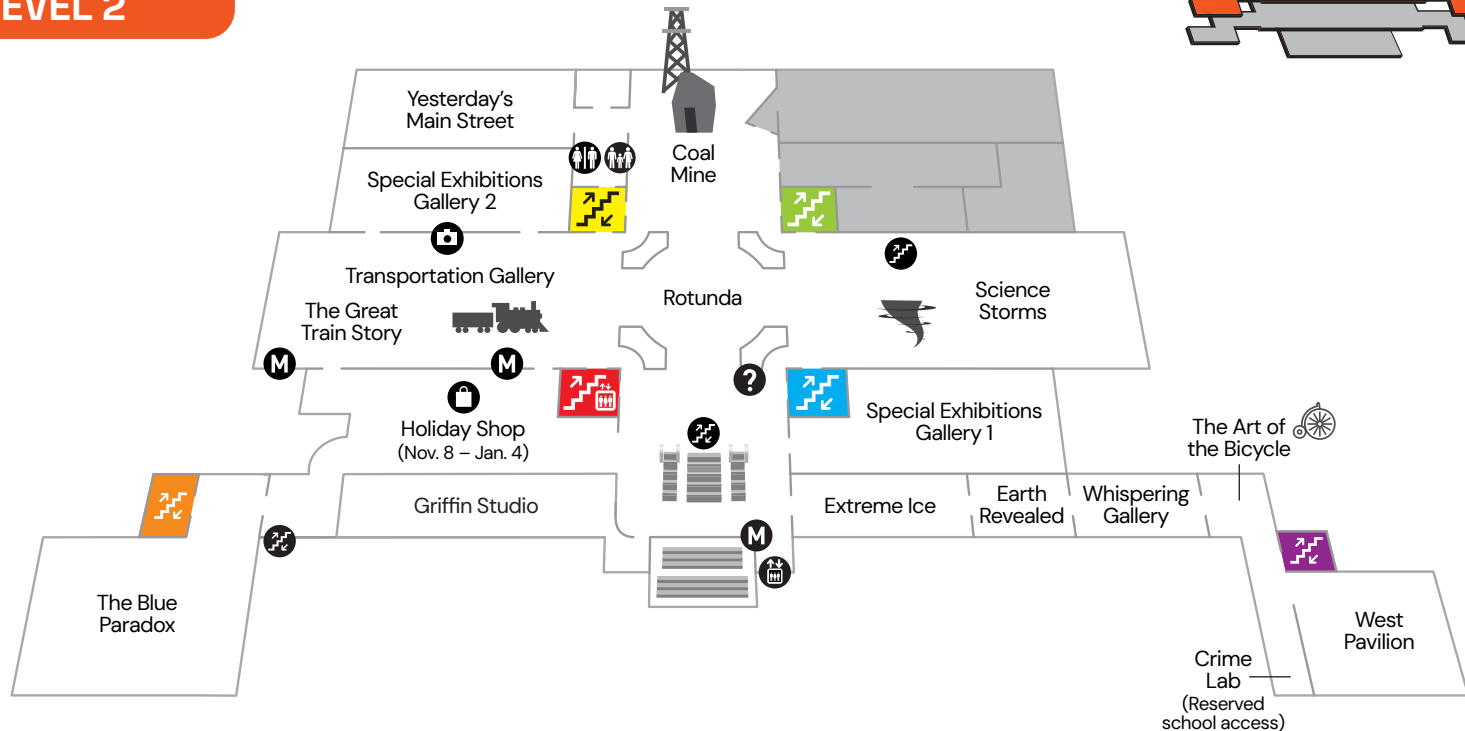 LEVEL 2
Yesterday's
Main Street
Coal
Mine
Special Exhibitions
Gallery 2
Transportation Gallery
The Great
Train Story
Rotunda
Science
Storms
M
M
?
Holiday Shop
(Nov. 8 – Jan. 4)
Special Exhibitions
Gallery 1
The Art of
the Bicycle
Griffin Studio
Extreme Ice
Earth
Revealed
Whispering
Gallery
M
The Blue
Paradox
West
Pavilion
Crime
Lab
(Reserved
school access)